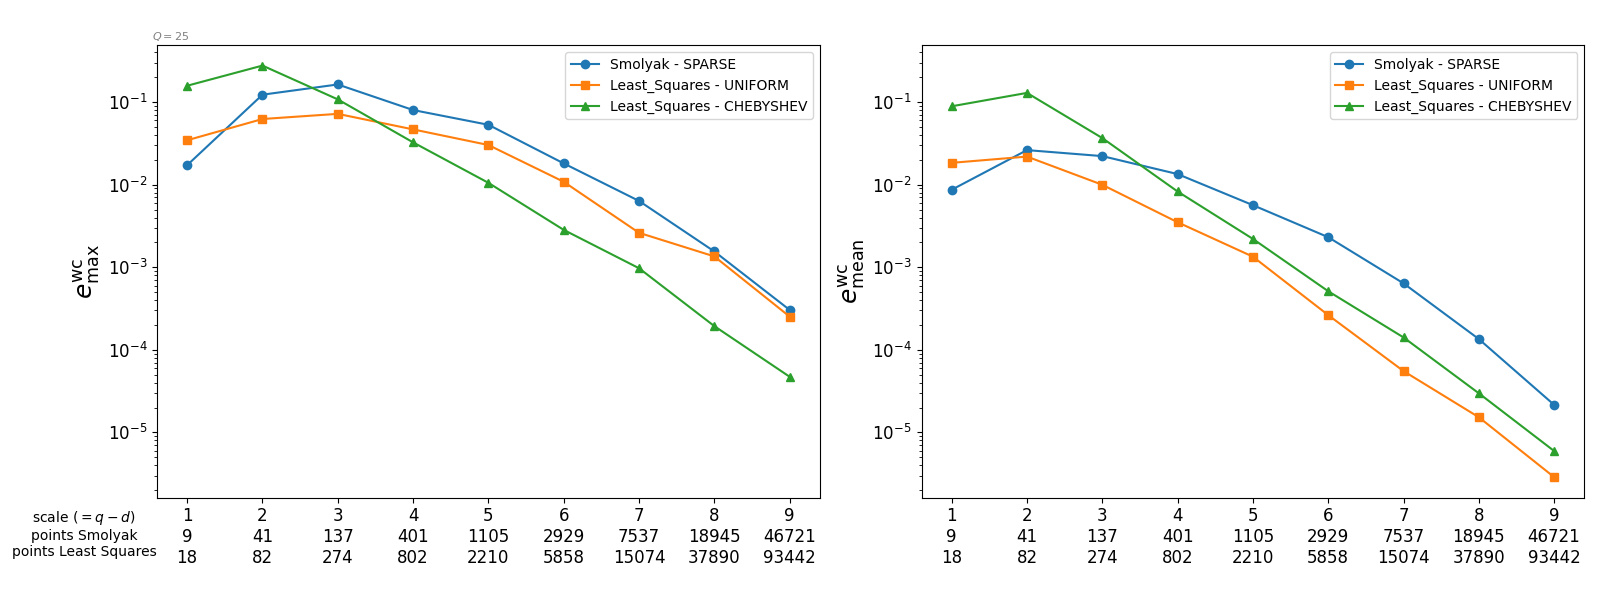 Q = 25
Smolyak - SPARSE
Least_Squares - UNIFORM
Least_Squares - CHEBYSHEV
10^-1
10^-2
10^-3
10^-4
10^-5
e^wc_max
scale (= q − d)
1 2 3 4 5 6 7 8 9
points Smolyak
9 41 137 401 1105 2929 7537 18945 46721
points Least Squares
18 82 274 802 2210 5858 15074 37890 93442
Smolyak - SPARSE
Least_Squares - UNIFORM
Least_Squares - CHEBYSHEV
10^-1
10^-2
10^-3
10^-4
10^-5
e^wc_mean
1 2 3 4 5 6 7 8 9
9 41 137 401 1105 2929 7537 18945 46721
18 82 274 802 2210 5858 15074 37890 93442